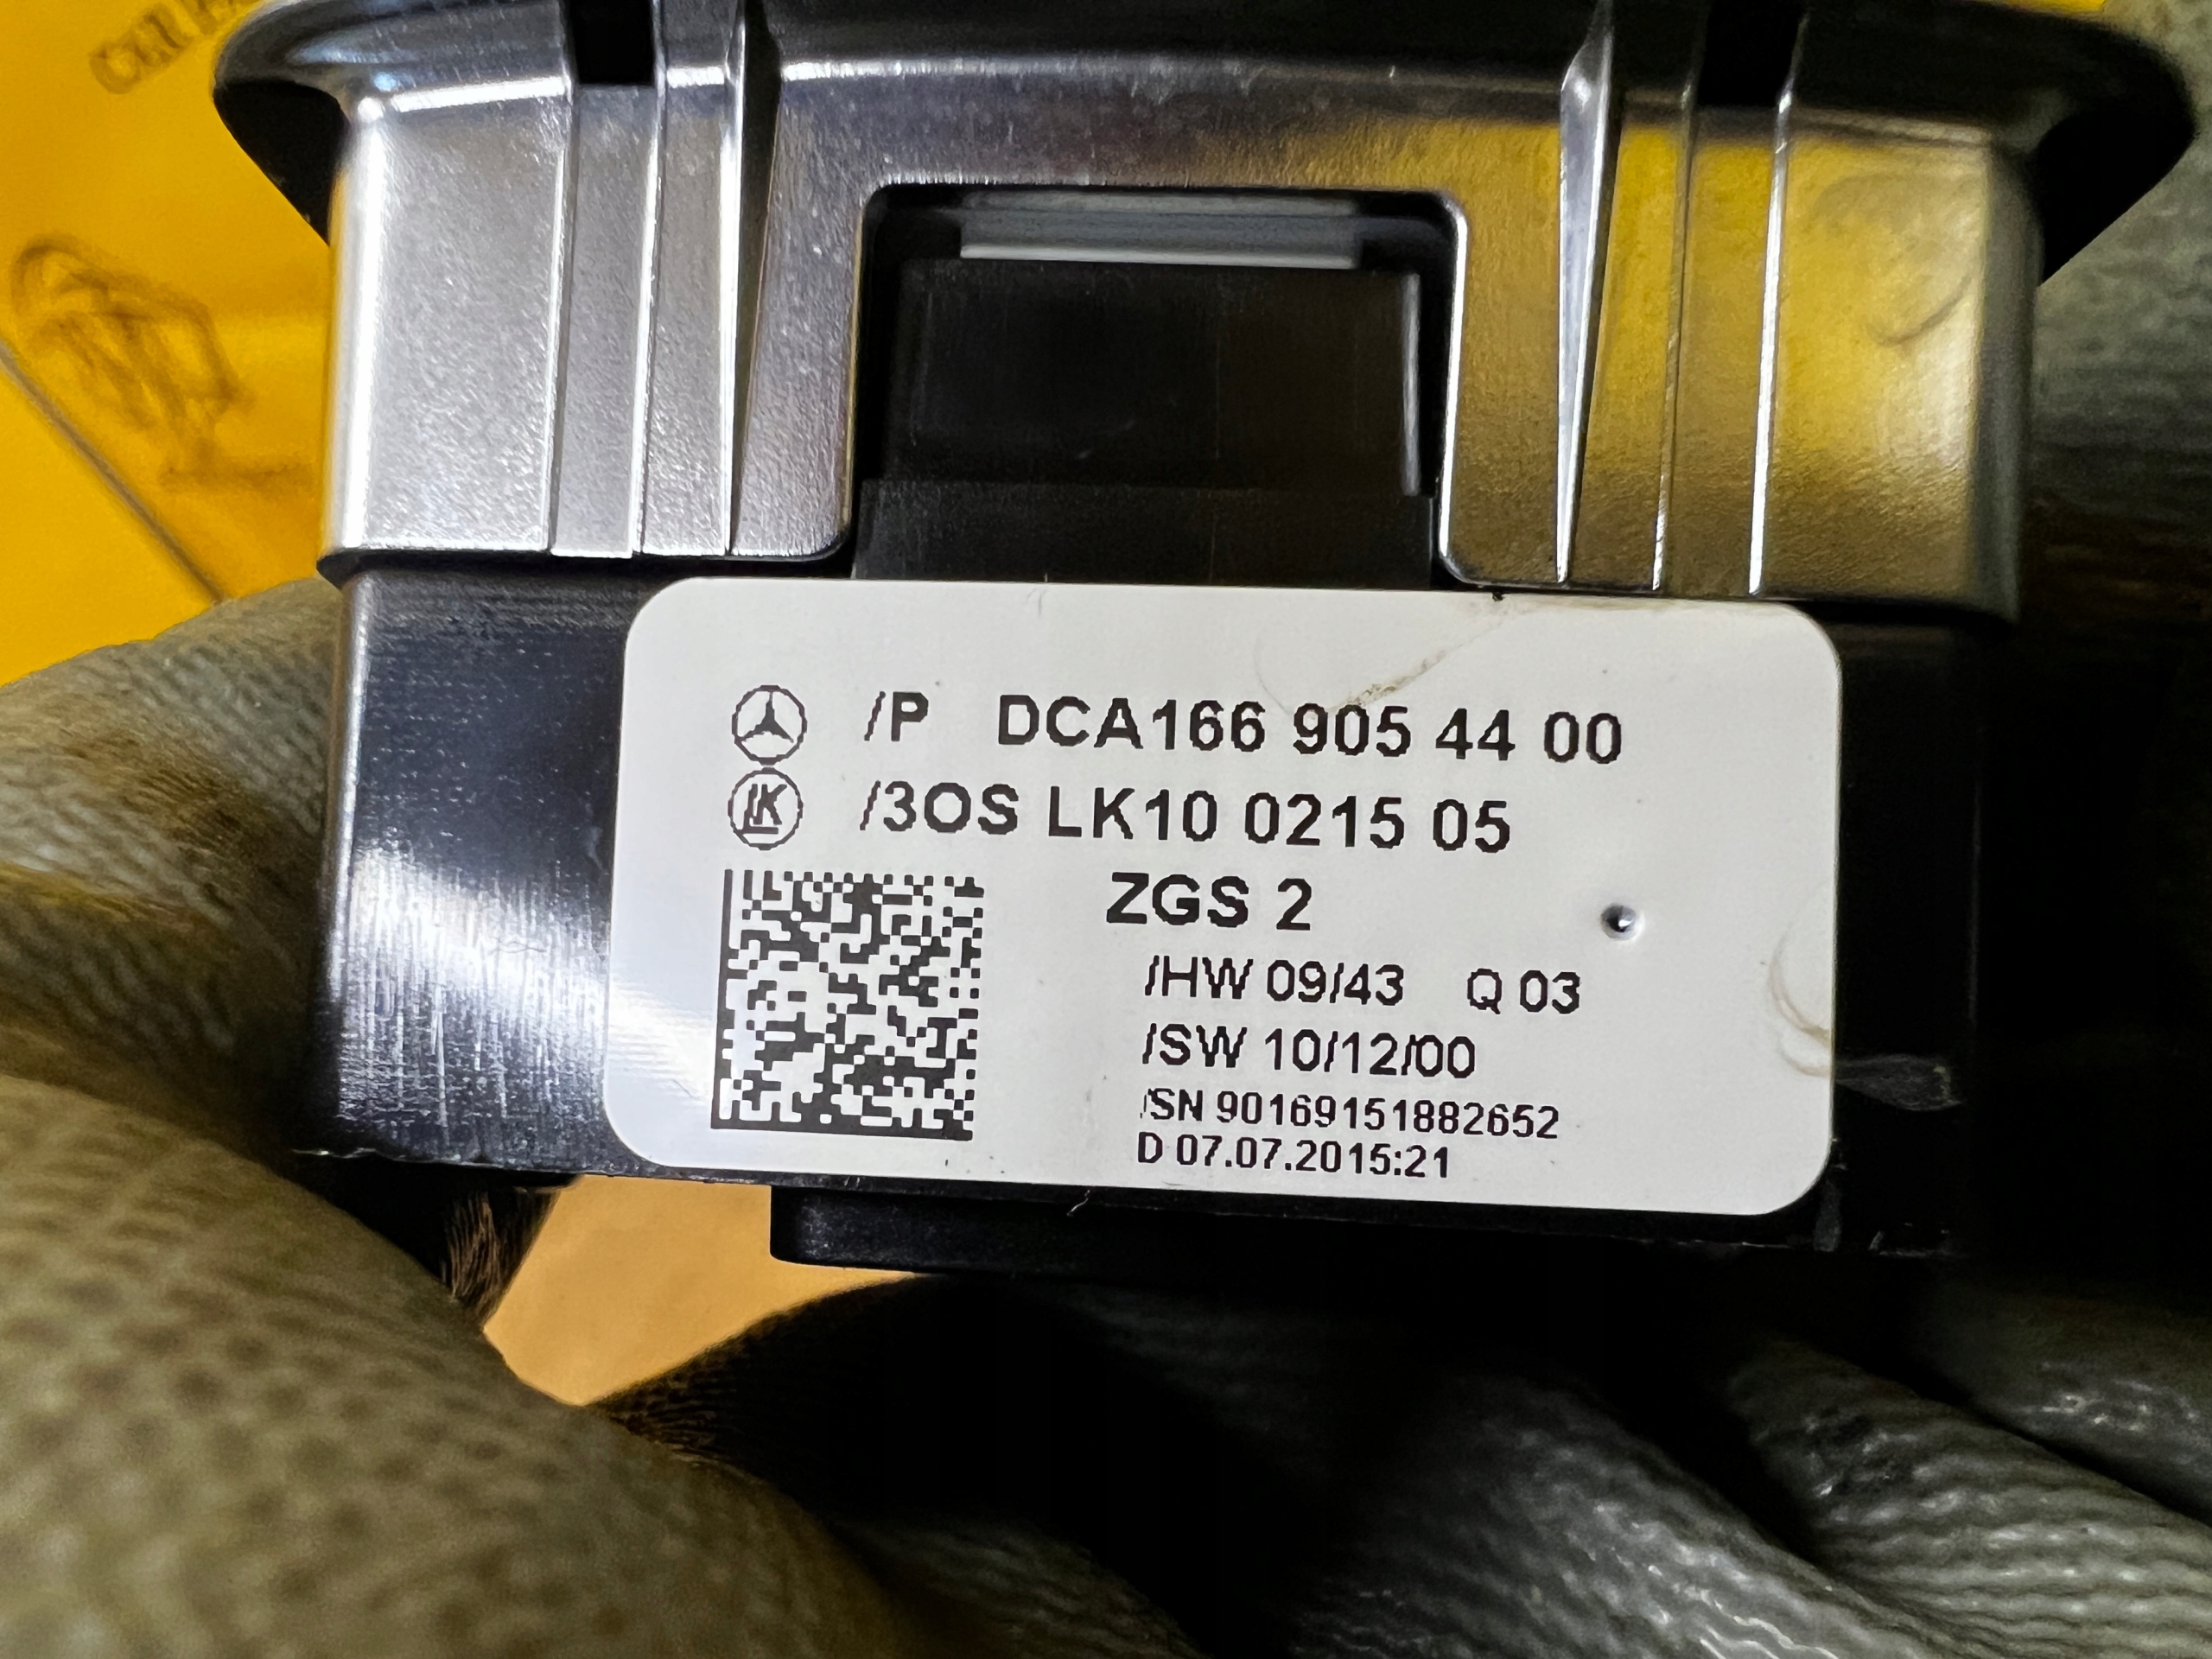 /P DCA166 905 44 00
LK /3OS LK10 0215 05
ZGS 2
/HW 09/43 Q 03
/SW 10/12/00
/SN 90169151882652
D 07.07.2015:21